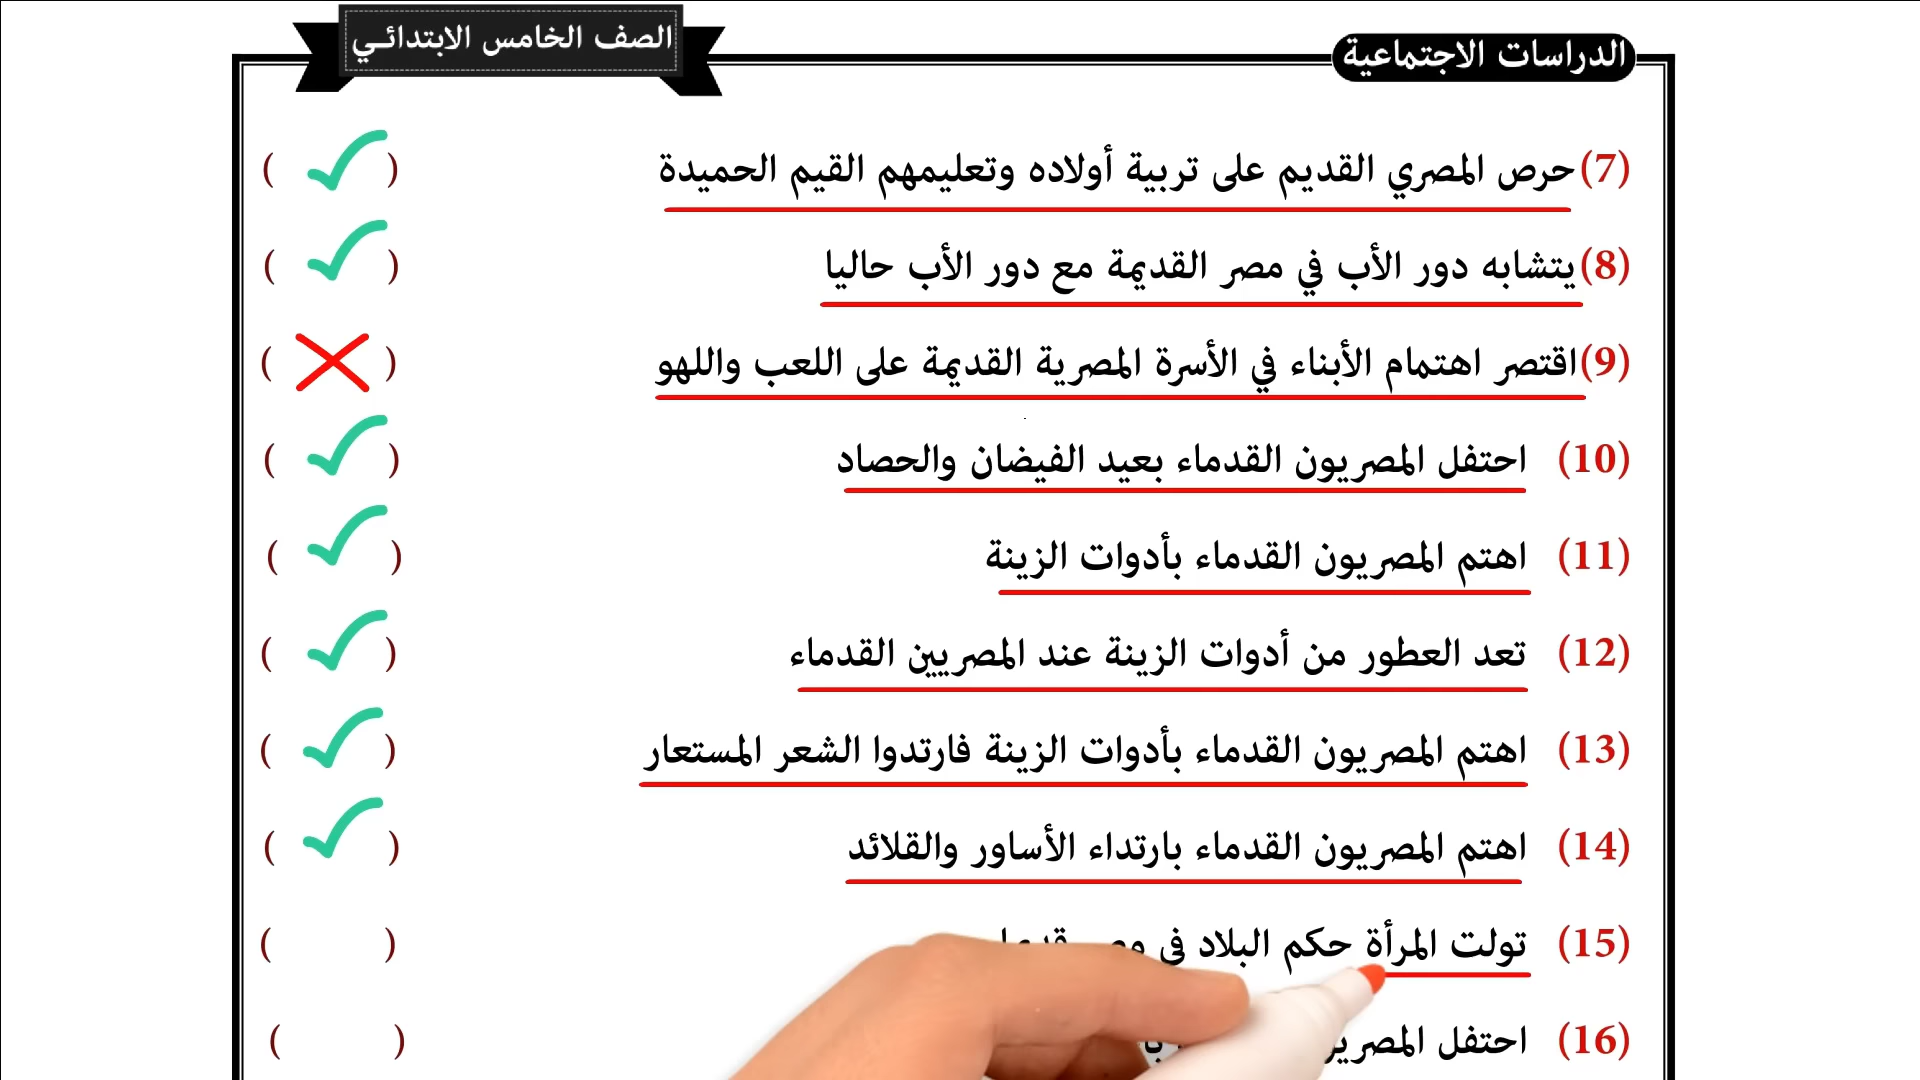 الدراسات الاجتماعية
الصف الخامس الابتدائي
(7) حرص المصري القديم على تربية أولاده وتعليمهم القيم الحميدة ( )
(8) يتشابه دور الأب في مصر القديمة مع دور الأب حاليا ( )
(9) اقتصر اهتمام الأبناء في الأسرة المصرية القديمة على اللعب واللهو ( )
(10) احتفل المصريون القدماء بعيد الفيضان والحصاد ( )
(11) اهتم المصريون القدماء بأدوات الزينة ( )
(12) تعد العطور من أدوات الزينة عند المصريين القدماء ( )
(13) اهتم المصريون القدماء بأدوات الزينة فارتدوا الشعر المستعار ( )
(14) اهتم المصريون القدماء بارتداء الأساور والقلائد ( )
(15) تولت المرأة حكم البلاد في ( )
(16) احتفل ( )